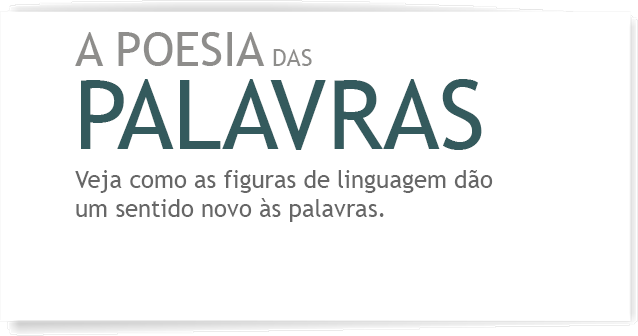 A POESIA DAS
PALAVRAS
Veja como as figuras de linguagem dão
um sentido novo às palavras.